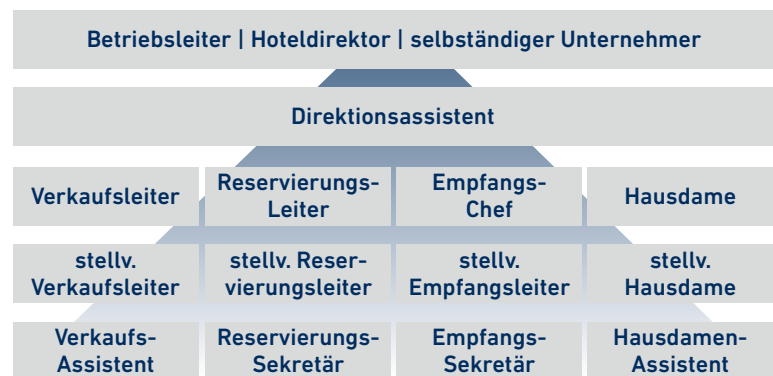 Betriebsleiter | Hoteldirektor | selbständiger Unternehmer
Direktionsassistent
Verkaufsleiter
Reservierungs-
Leiter
Empfangs-
Chef
Hausdame
stellv.
Verkaufsleiter
stellv. Reser-
vierungsleiter
stellv.
Empfangsleiter
stellv.
Hausdame
Verkaufs-
Assistent
Reservierungs-
Sekretär
Empfangs-
Sekretär
Hausdamen-
Assistent